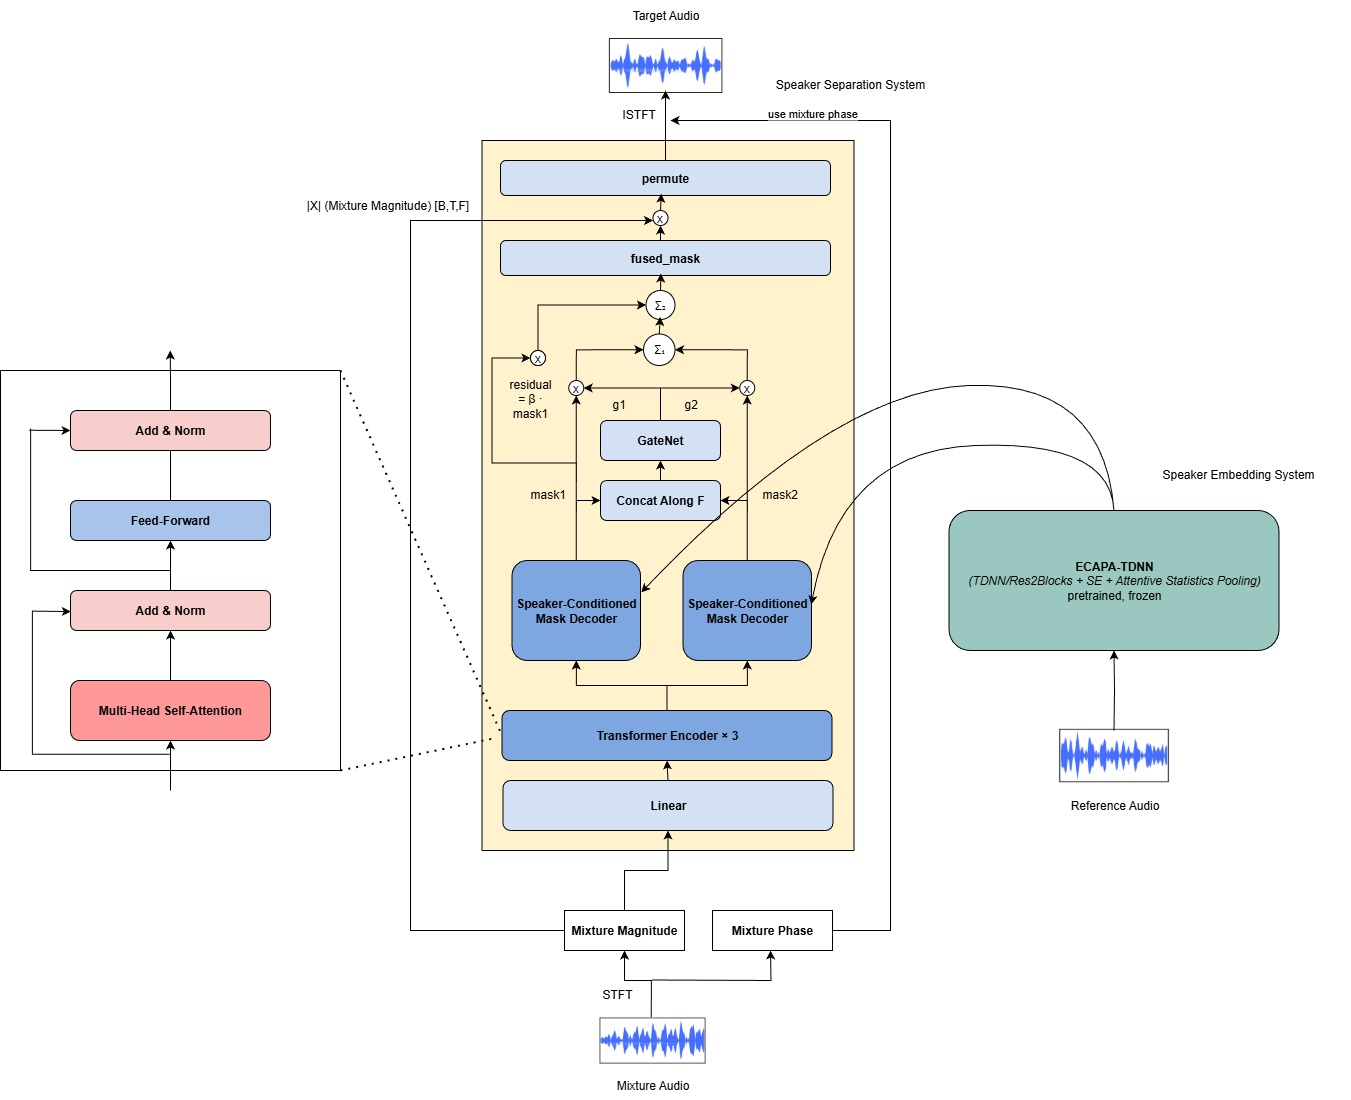 Target Audio
Speaker Separation System
ISTFT
use mixture phase
permute
|X| (Mixture Magnitude) [B,T,F]
x
fused_mask
Σ₂
Σ₁
x
residual
= β ·
mask1
x
x
g1
g2
GateNet
mask1
Concat Along F
mask2
Speaker-Conditioned
Mask Decoder
Speaker-Conditioned
Mask Decoder
Transformer Encoder × 3
Linear
Mixture Magnitude
Mixture Phase
STFT
Mixture Audio
Add & Norm
Feed-Forward
Add & Norm
Multi-Head Self-Attention
Speaker Embedding System
ECAPA-TDNN
(TDNN/Res2Blocks + SE + Attentive Statistics Pooling)
pretrained, frozen
Reference Audio